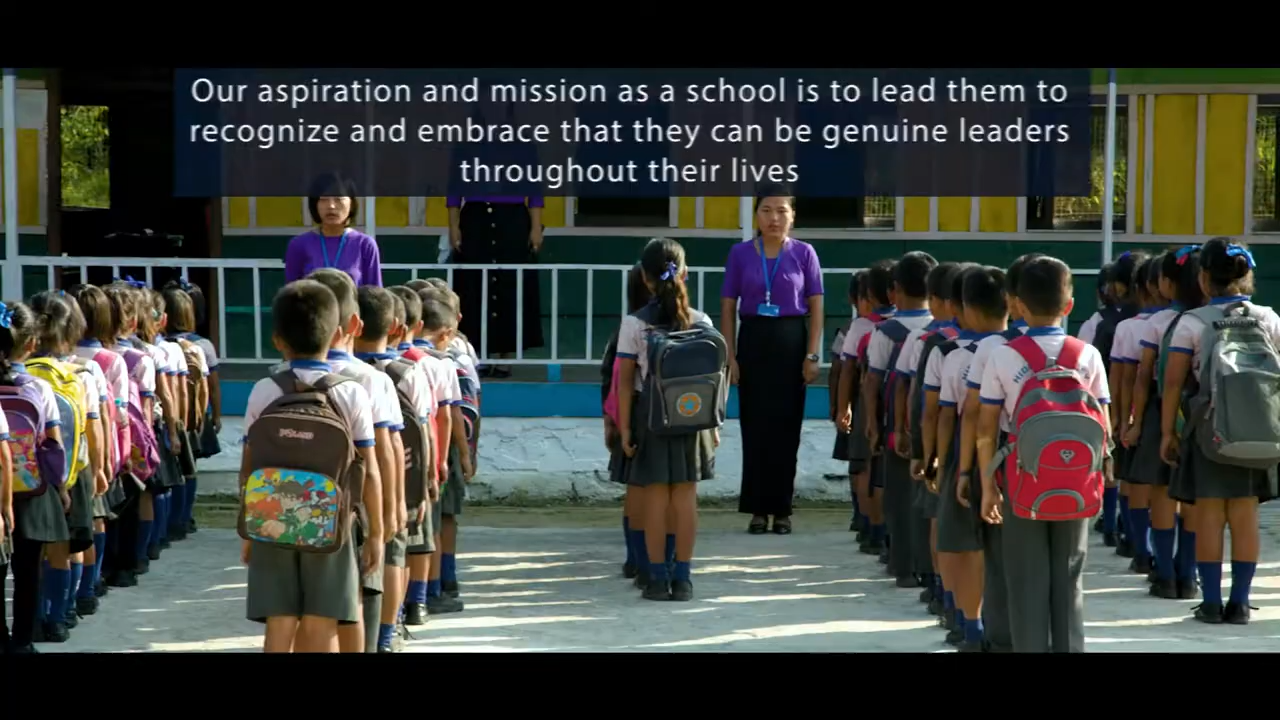 Our aspiration and mission as a school is to lead them to
recognize and embrace that they can be genuine leaders
throughout their lives